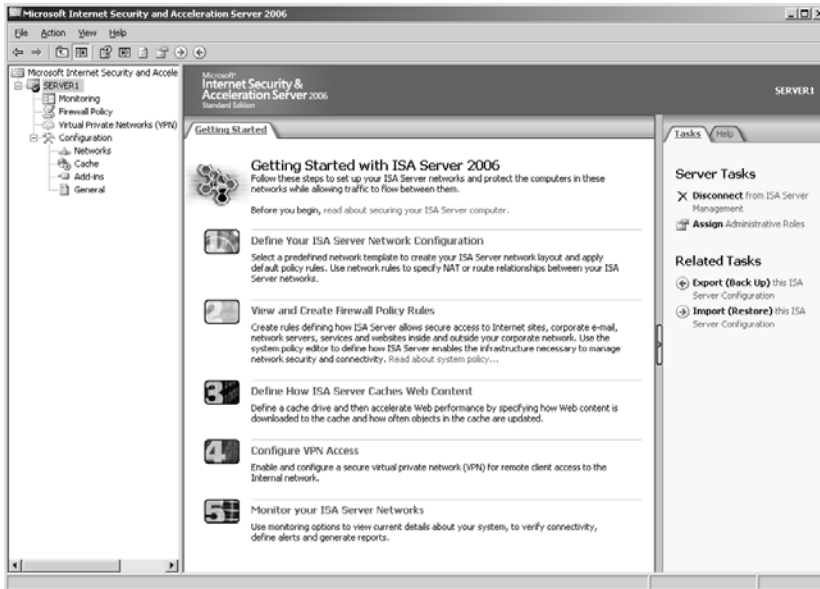 Microsoft Internet Security and Acceleration Server 2006
File Action View Help
Microsoft Internet Security and Accele
SERVER1
Monitoring
Firewall Policy
Virtual Private Networks (VPN)
Configuration
Networks
Cache
Add-ins
General
Microsoft®
Internet Security &
Acceleration Server 2006
Standard Edition
SERVER1
Getting Started
Getting Started with ISA Server 2006
Follow these steps to set up your ISA Server networks and protect the computers in these
networks while allowing traffic to flow between them.
Before you begin, read about securing your ISA Server computer.
1
Define Your ISA Server Network Configuration
Select a predefined network template to create your ISA Server network layout and apply
default policy rules. Use network rules to specify NAT or route relationships between your ISA
Server networks.
2
View and Create Firewall Policy Rules
Create rules defining how ISA Server allows secure access to Internet sites, corporate e-mail,
network servers, services and websites inside and outside your corporate network. Use the
system policy editor to define how ISA Server enables the infrastructure necessary to manage
network security and connectivity. Read about system policy...
3
Define How ISA Server Caches Web Content
Define a cache drive and then accelerate Web performance by specifying how Web content is
downloaded to the cache and how often objects in the cache are updated.
4
Configure VPN Access
Enable and configure a secure virtual private network (VPN) for remote client access to the
Internal network.
5
Monitor your ISA Server Networks
Use monitoring options to view current details about your system, to verify connectivity,
define alerts and generate reports.
Tasks Help
Server Tasks
Disconnect from ISA Server
Management
Assign Administrative Roles
Related Tasks
Export (Back Up) this ISA
Server Configuration
Import (Restore) this ISA
Server Configuration